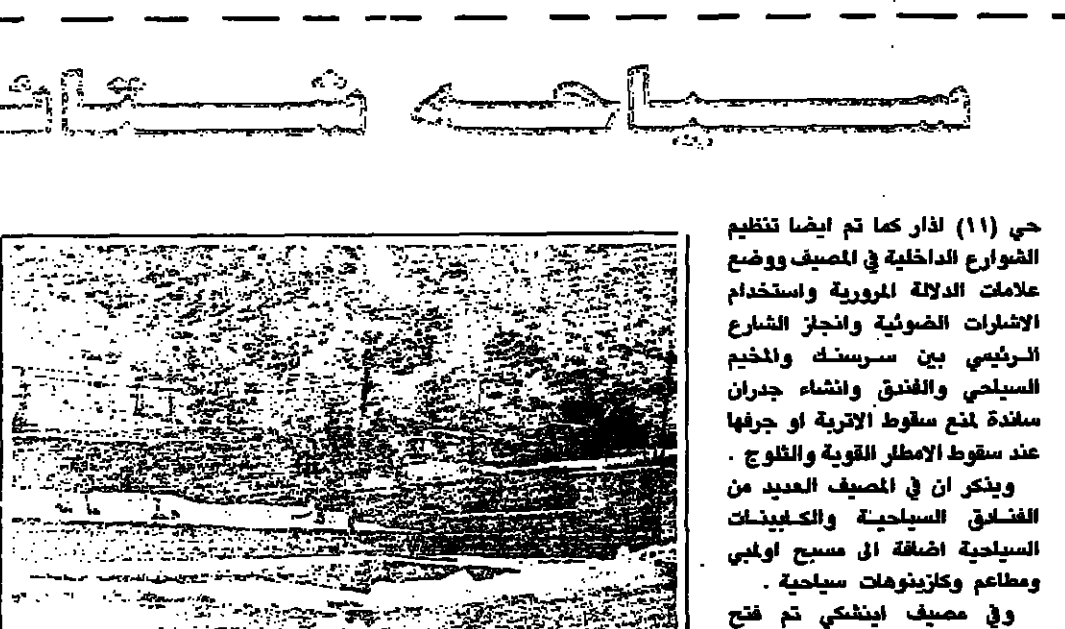 حي (١١) اذار كما تم ايضا تنظيم
الشوارع الداخلية في المصيف ووضع
علامات الدلالة المرورية واستخدام
الاشارات الضوئية وانجاز الشارع
الرئيسي بين سرسنك والمخيم
السياحي والفندق وانشاء جدران
ساندة لمنع سقوط الاتربة او جرفها
عند سقوط الامطار القوية والثلوج .
ويذكر ان في المصيف العديد من
الفنادق السياحية والكابينات
السياحية اضافة الى مسبح اولمبي
ومطاعم وكازينوهات سياحية .
وفي مصيف اينشكي تم فتح